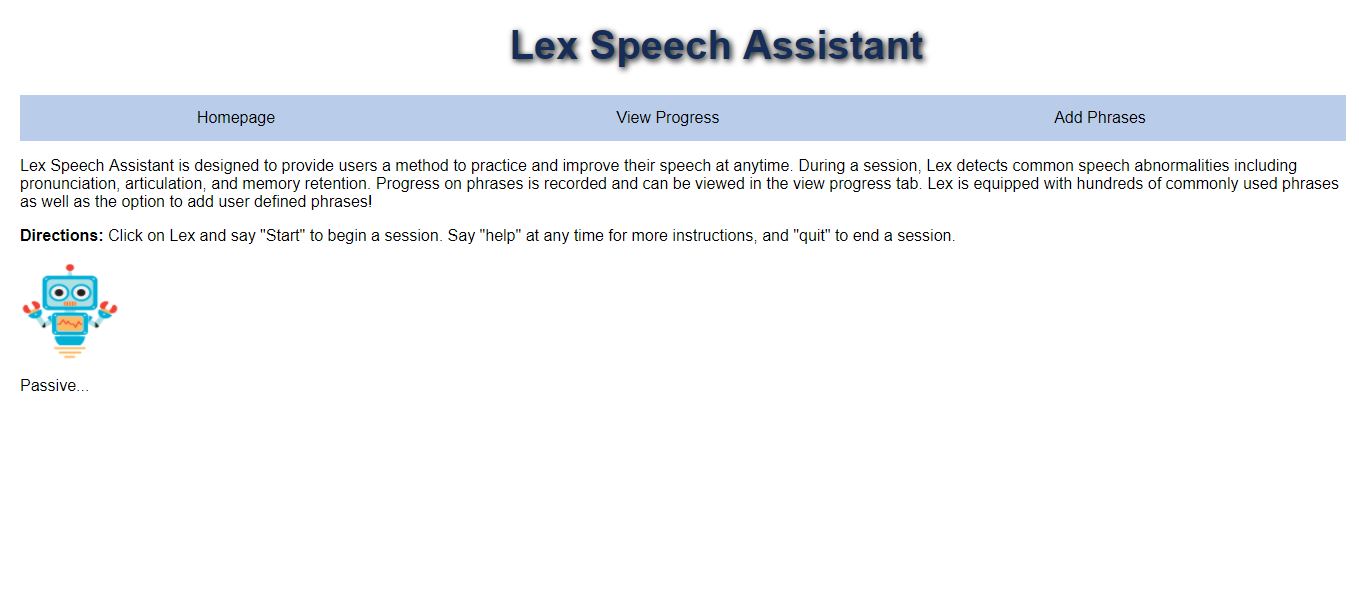 Lex Speech Assistant
Homepage View Progress Add Phrases
Lex Speech Assistant is designed to provide users a method to practice and improve their speech at anytime. During a session, Lex detects common speech abnormalities including
pronunciation, articulation, and memory retention. Progress on phrases is recorded and can be viewed in the view progress tab. Lex is equipped with hundreds of commonly used phrases
as well as the option to add user defined phrases!
Directions: Click on Lex and say "Start" to begin a session. Say "help" at any time for more instructions, and "quit" to end a session.
Passive...